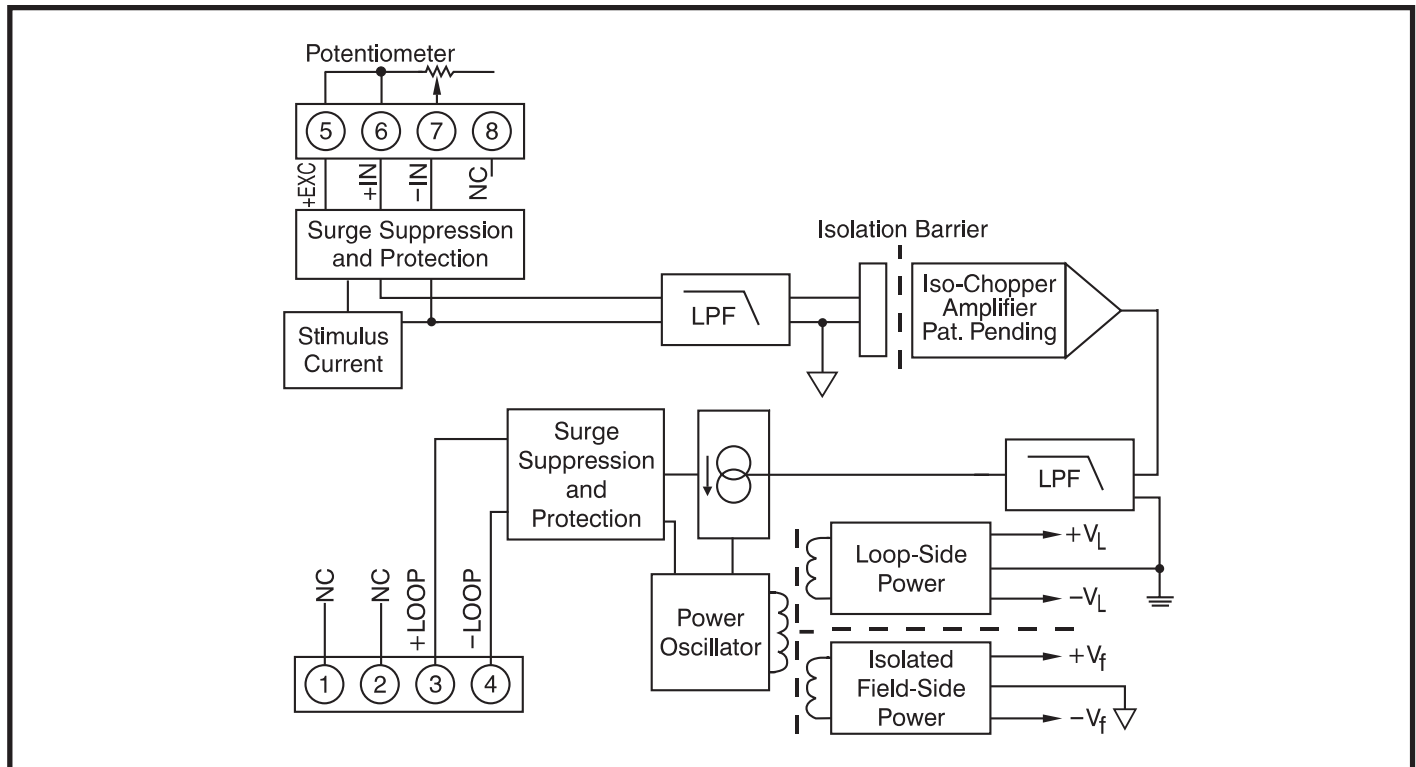 Potentiometer
5 6 7 8
+EXC
+IN
−IN
NC
Surge Suppression
and Protection
Stimulus
Current
LPF
Isolation Barrier
Iso-Chopper
Amplifier
Pat. Pending
Surge
Suppression
and
Protection
LPF
NC
NC
+LOOP
−LOOP
1 2 3 4
Power
Oscillator
Loop-Side
Power
+VL
−VL
Isolated
Field-Side
Power
+Vf
−Vf